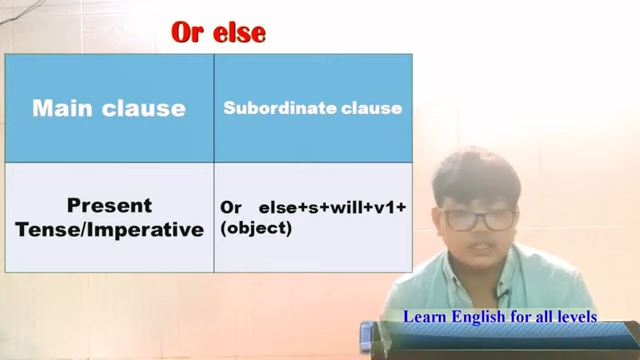 Or else
Main clause
Subordinate clause
Present
Tense/Imperative
Or else+s+will+v1+
(object)
Learn English for all levels